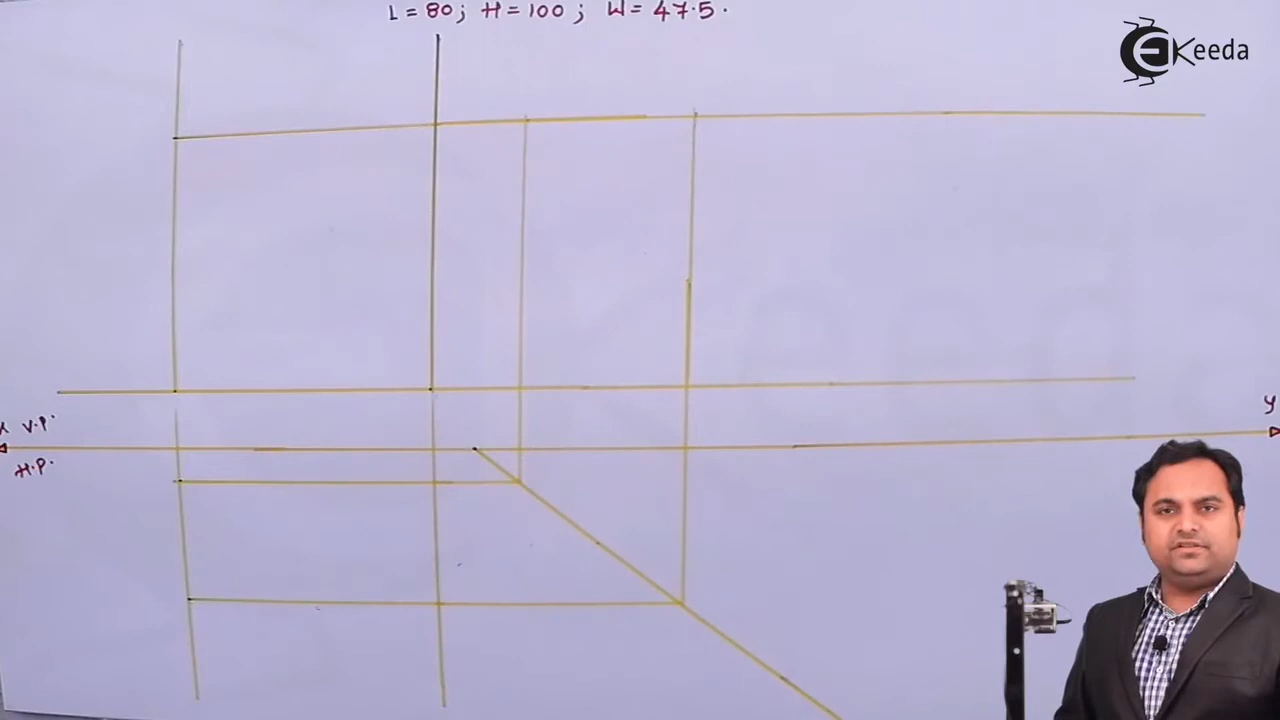 L = 80 ; H = 100 ; W = 47.5 .
EKeeda
X V.P.
Y
H.P.